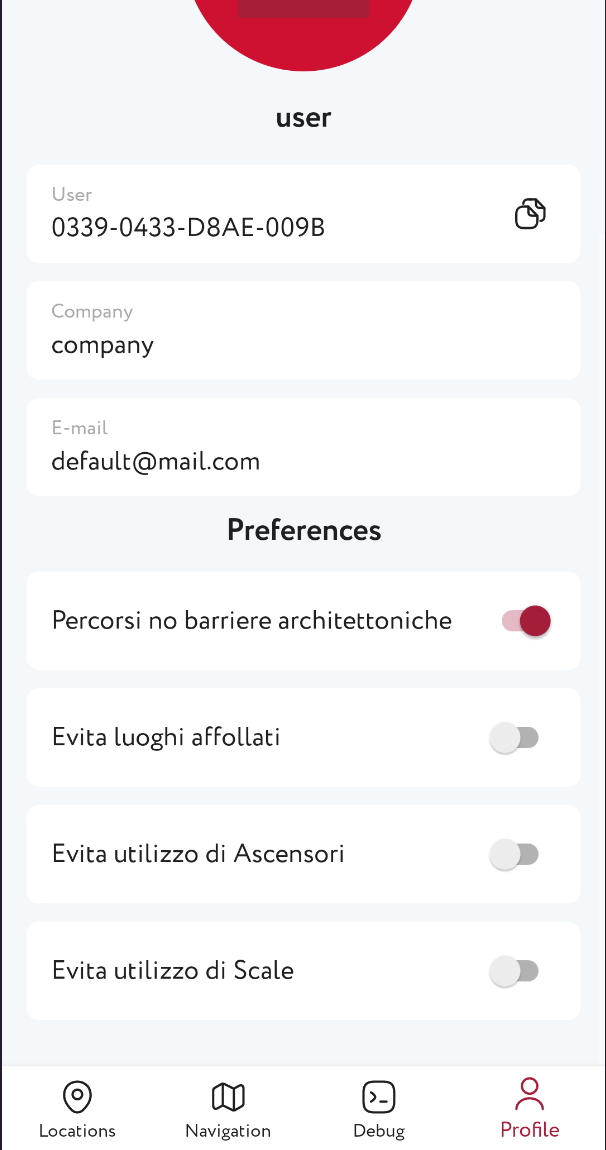 user
User
0339-0433-D8AE-009B
Company
company
E-mail
default@mail.com
Preferences
Percorsi no barriere architettoniche
Evita luoghi affollati
Evita utilizzo di Ascensori
Evita utilizzo di Scale
Locations
Navigation
Debug
Profile